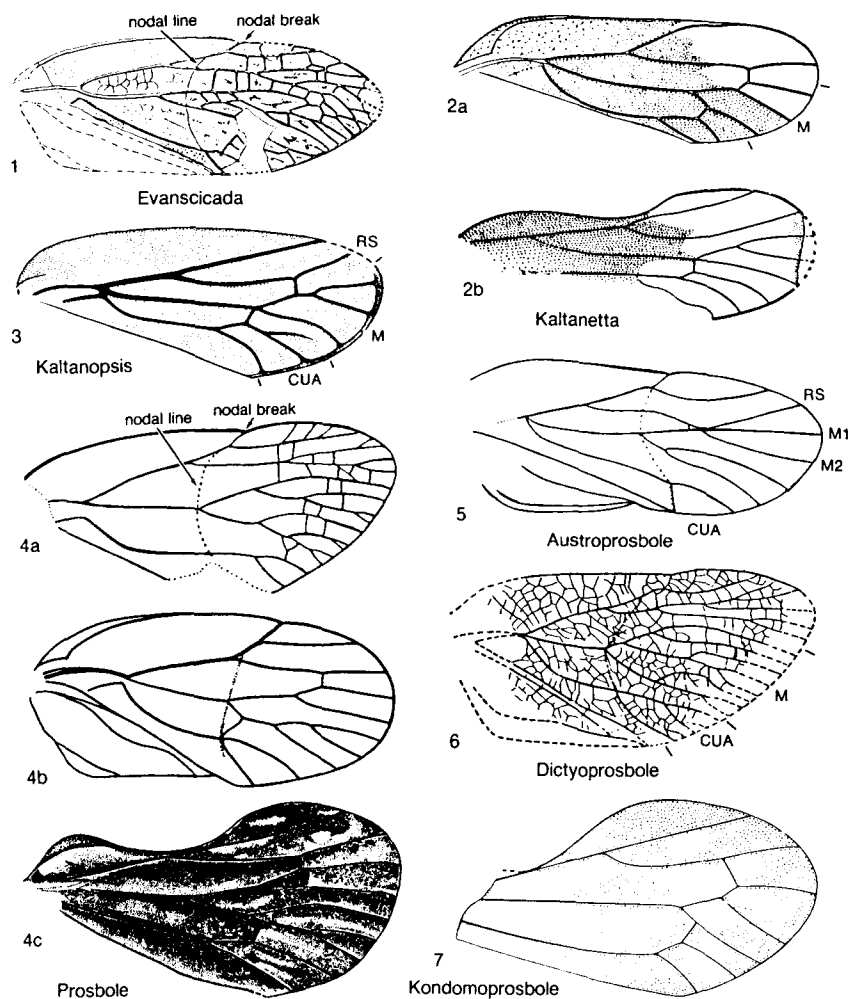 nodal line
nodal break
1
Evanscicada
2a
M
2b
Kaltanetta
RS
3
M
CUA
Kaltanopsis
nodal line
nodal break
4a
RS
M1
M2
5
CUA
Austroprosbole
4b
M
6
CUA
Dictyoprosbole
4c
Prosbole
7
Kondomoprosbole